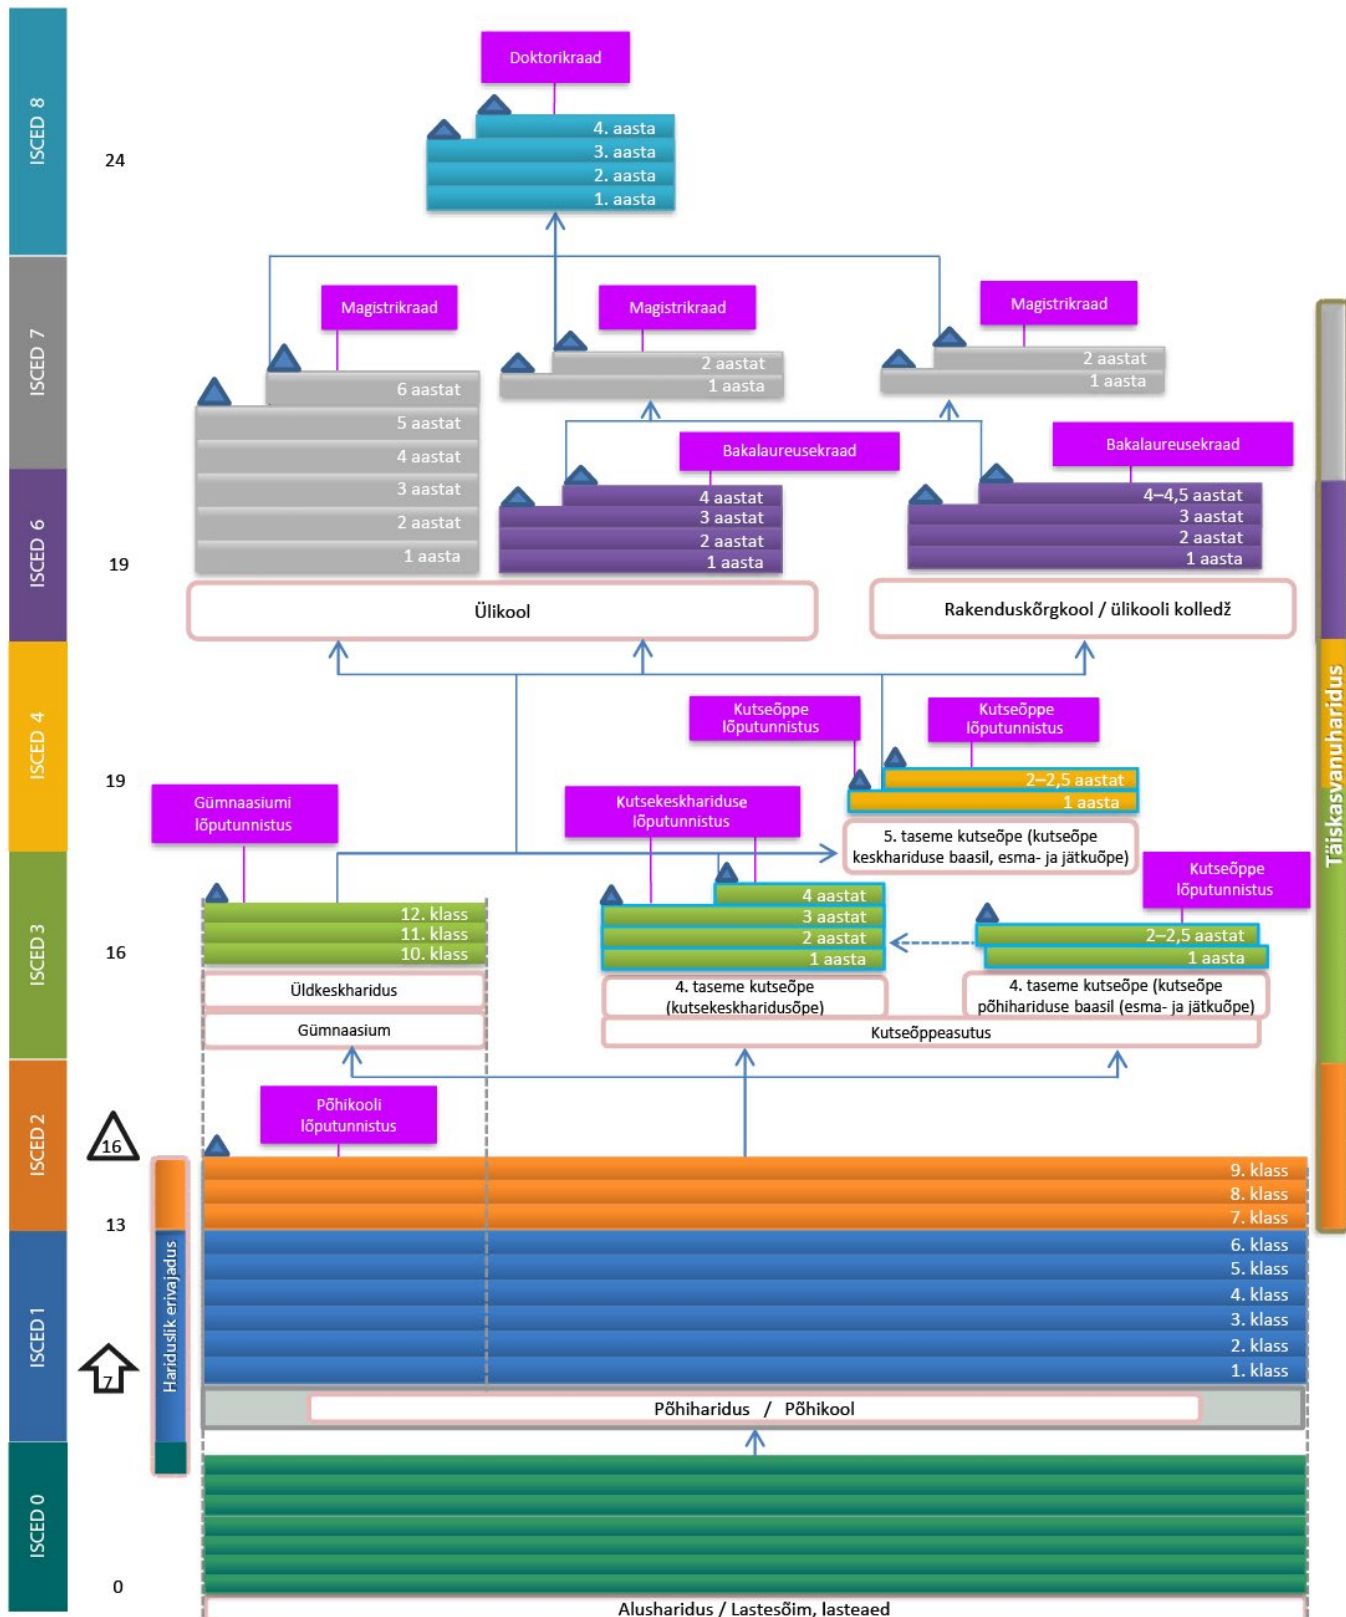 ISCED 8
24
Doktorikraad
4. aasta
3. aasta
2. aasta
1. aasta
ISCED 7
Magistrikraad
6 aastat
5 aastat
4 aastat
3 aastat
2 aastat
1 aasta
Magistrikraad
2 aastat
1 aasta
Magistrikraad
2 aastat
1 aasta
ISCED 6
19
Bakalaureusekraad
4 aastat
3 aastat
2 aastat
1 aasta
Bakalaureusekraad
4–4,5 aastat
3 aastat
2 aastat
1 aasta
Ülikool
Rakenduskõrgkool / ülikooli kolledž
ISCED 4
19
Kutseõppe
lõputunnistus
Kutseõppe
lõputunnistus
2–2,5 aastat
1 aasta
5. taseme kutseõpe (kutseõpe
keskhariduse baasil, esma- ja jätkuõpe)
Täiskasvanuharidus
ISCED 3
16
Gümnaasiumi
lõputunnistus
12. klass
11. klass
10. klass
Üldkeskharidus
Gümnaasium
Kutsekeskhariduse
lõputunnistus
4 aastat
3 aastat
2 aastat
1 aasta
4. taseme kutseõpe
(kutsekeskharidusõpe)
Kutseõppe
lõputunnistus
2–2,5 aastat
1 aasta
4. taseme kutseõpe (kutseõpe
põhihariduse baasil (esma- ja jätkuõpe)
Kutseõppeasutus
ISCED 2
16
13
Põhikooli
lõputunnistus
9. klass
8. klass
7. klass
ISCED 1
7
Hariduslik erivajadus
6. klass
5. klass
4. klass
3. klass
2. klass
1. klass
Põhiharidus / Põhikool
ISCED 0
0
Alusharidus / Lastesõim, lasteaed